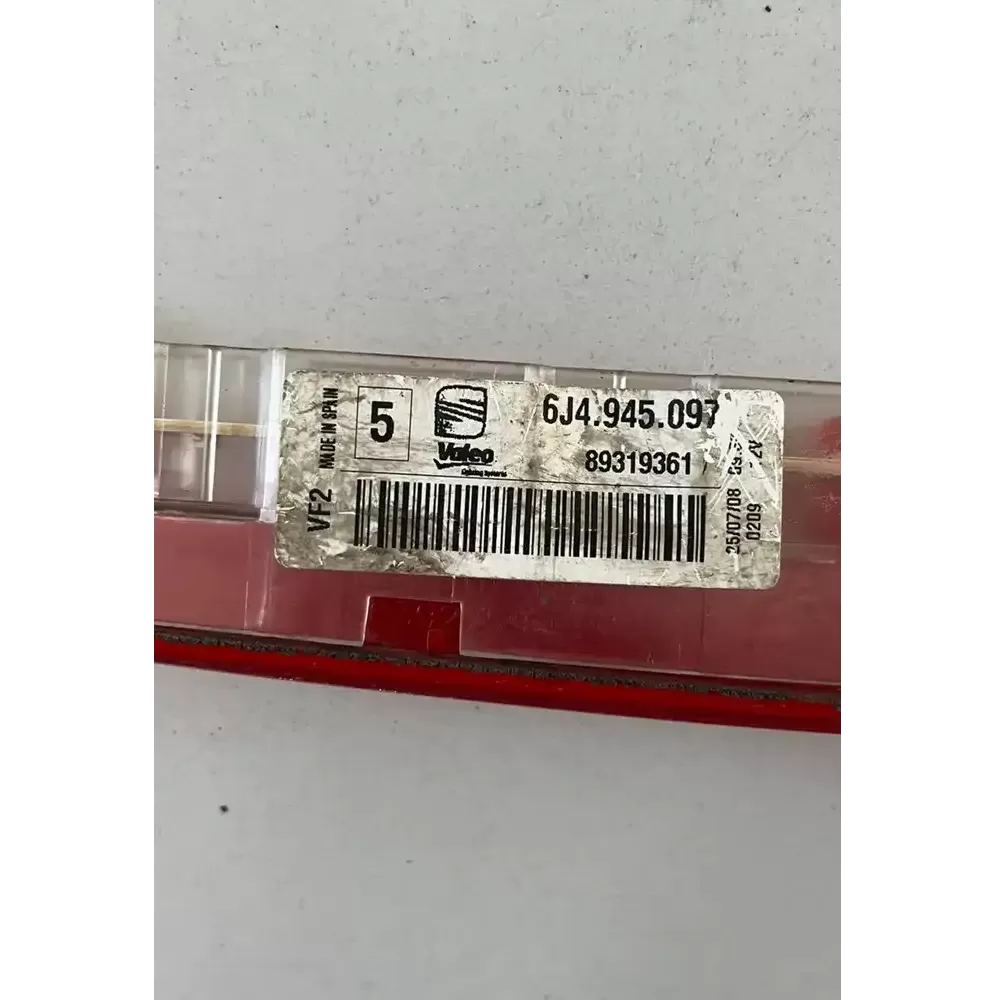 MADE IN SPAIN
VF2
5
Valeo
6J4.945.097
89319361
25/07/08
0209